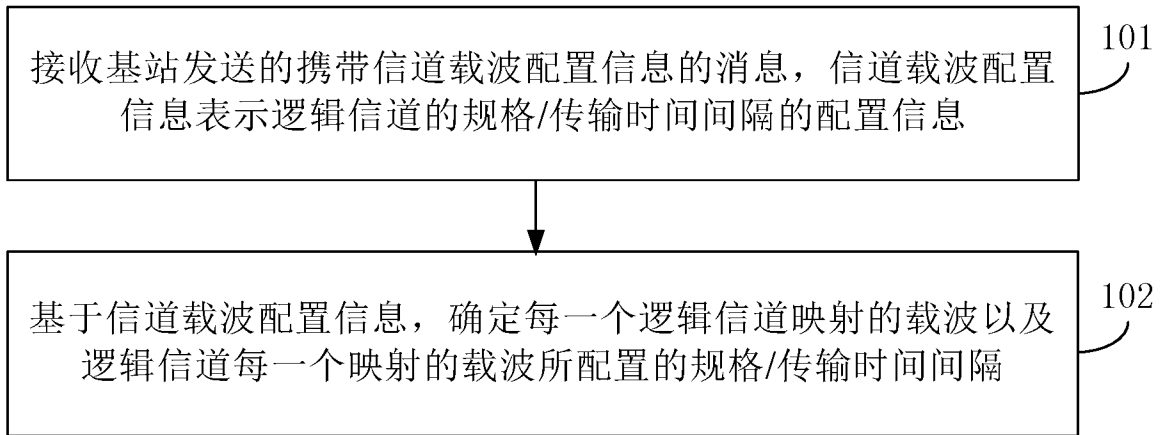 接收基站发送的携带信道载波配置信息的消息，信道载波配置
信息表示逻辑信道的规格/传输时间间隔的配置信息
101
基于信道载波配置信息，确定每一个逻辑信道映射的载波以及
逻辑信道每一个映射的载波所配置的规格/传输时间间隔
102